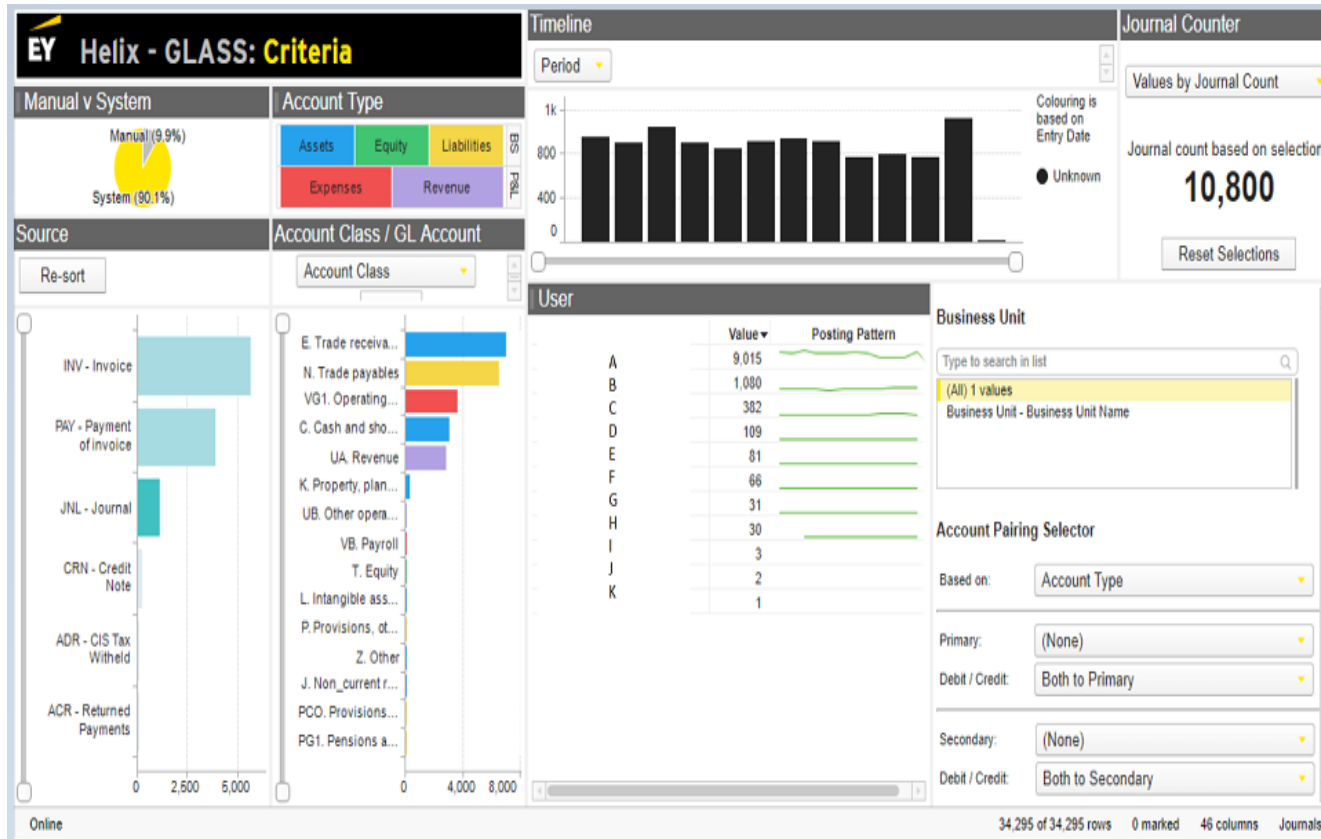 EY
Helix - GLASS: Criteria
Manual v System
Manual (9.9%)
System (90.1%)
Account Type
Assets
Equity
Liabilities
BS
Expenses
Revenue
P&L
Timeline
Period
1k
800
400
0
Colouring is
based on
Entry Date
Unknown
Journal Counter
Values by Journal Count
Journal count based on selection
10,800
Reset Selections
Source
Re-sort
INV - Invoice
PAY - Payment
of invoice
JNL - Journal
CRN - Credit
Note
ADR - CIS Tax
Witheld
ACR - Returned
Payments
0 2,500 5,000
Account Class / GL Account
Account Class
E. Trade receiva...
N. Trade payables
VG1. Operating...
C. Cash and sho...
UA. Revenue
K. Property, plan...
UB. Other opera...
VB. Payroll
T. Equity
L. Intangible ass...
P. Provisions, ot...
Z. Other
J. Non_current r...
PCO. Provisions...
PG1. Pensions a...
0 4,000 8,000
User
Value Posting Pattern
A 9,015
B 1,080
C 382
D 109
E 81
F 66
G 31
H 30
I 3
J 2
K 1
Business Unit
Type to search in list
(All) 1 values
Business Unit - Business Unit Name
Account Pairing Selector
Based on: Account Type
Primary: (None)
Debit / Credit: Both to Primary
Secondary: (None)
Debit / Credit: Both to Secondary
Online
34,295 of 34,295 rows 0 marked 46 columns Journals